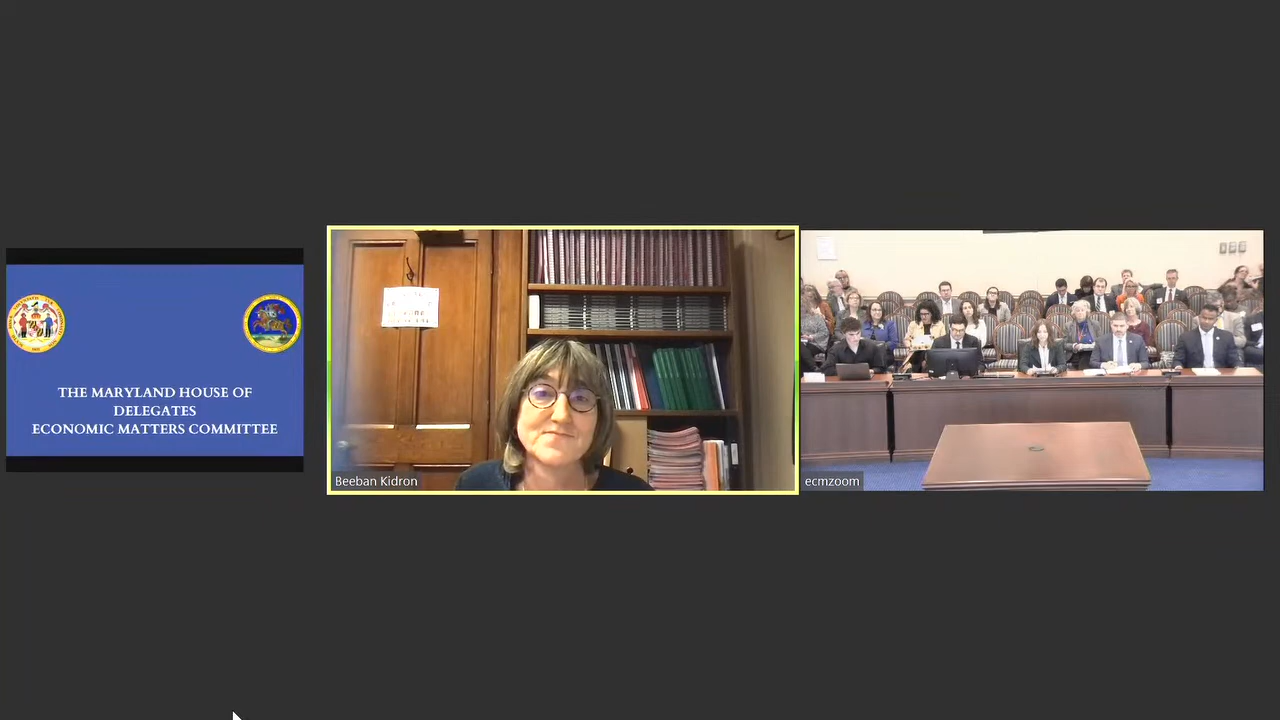 THE MARYLAND HOUSE OF
DELEGATES
ECONOMIC MATTERS COMMITTEE
Beeban Kidron
ecmzoom